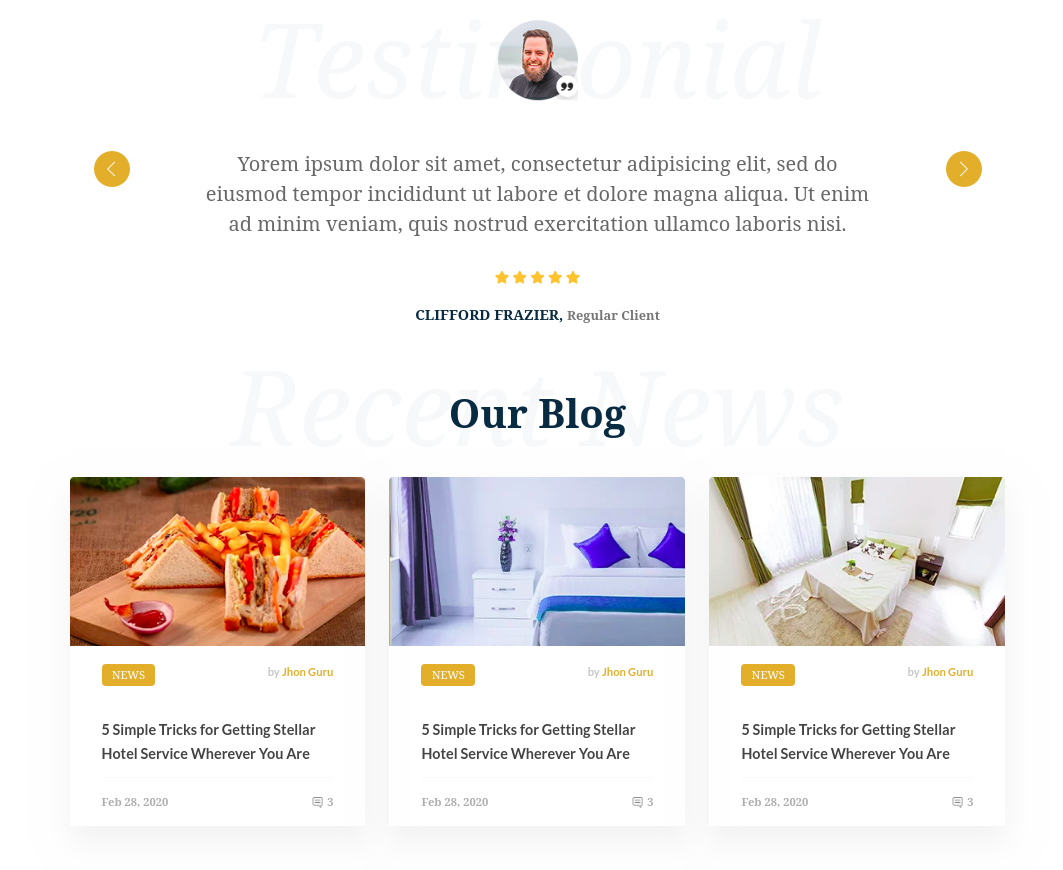 Testimonial
Yorem ipsum dolor sit amet, consectetur adipisicing elit, sed do
eiusmod tempor incididunt ut labore et dolore magna aliqua. Ut enim
ad minim veniam, quis nostrud exercitation ullamco laboris nisi.
CLIFFORD FRAZIER, Regular Client
Recent News
Our Blog
NEWS by Jhon Guru
5 Simple Tricks for Getting Stellar
Hotel Service Wherever You Are
Feb 28, 2020 3
NEWS by Jhon Guru
5 Simple Tricks for Getting Stellar
Hotel Service Wherever You Are
Feb 28, 2020 3
NEWS by Jhon Guru
5 Simple Tricks for Getting Stellar
Hotel Service Wherever You Are
Feb 28, 2020 3